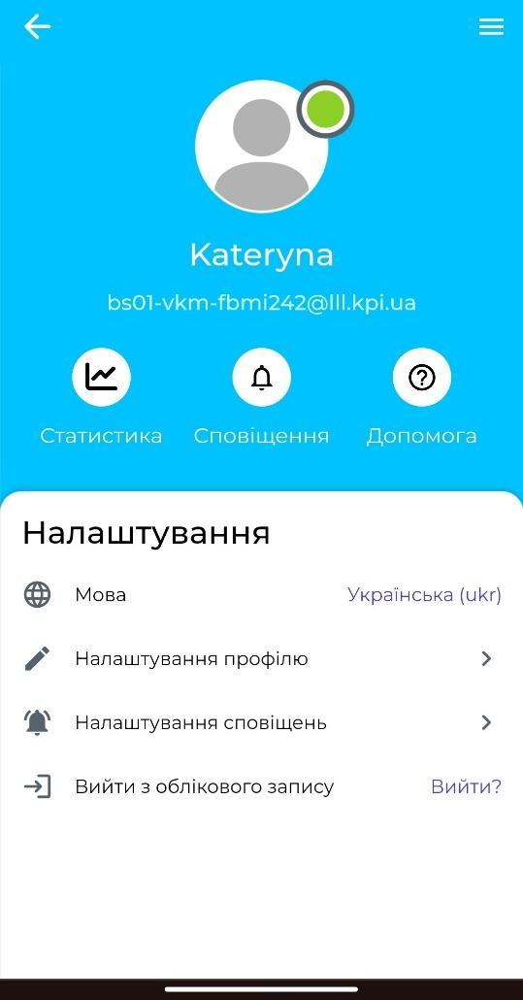 Kateryna
bs01-vkm-fbmi242@lll.kpi.ua
Статистика Сповіщення Допомога
Налаштування
Мова Українська (ukr)
Налаштування профілю
Налаштування сповіщень
Вийти з облікового запису Вийти?